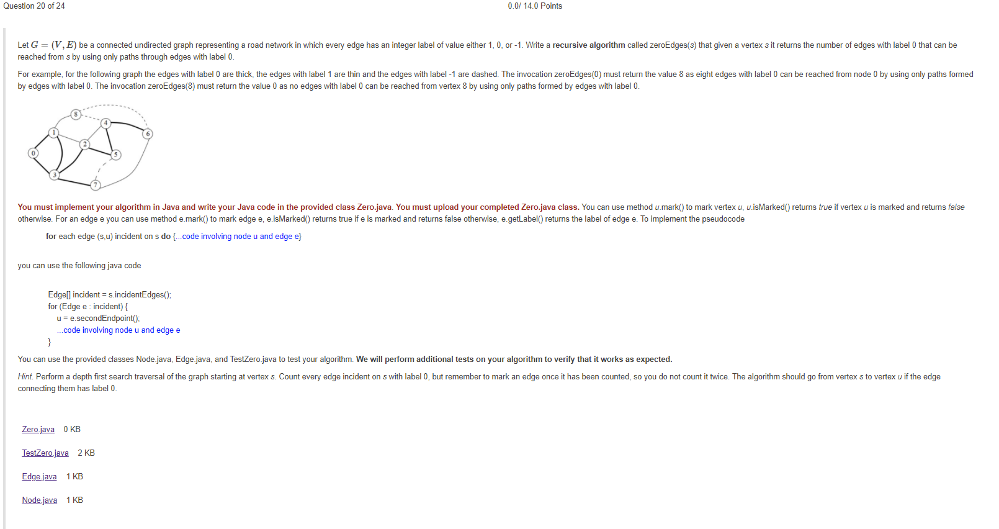 Question 20 of 24
0.0/ 14.0 Points
Let G = (V, E) be a connected undirected graph representing a road network in which every edge has an integer label of value either 1, 0, or -1. Write a recursive algorithm called zeroEdges(s) that given a vertex s it returns the number of edges with label 0 that can be
reached from s by using only paths through edges with label 0.
For example, for the following graph the edges with label 0 are thick, the edges with label 1 are thin and the edges with label -1 are dashed. The invocation zeroEdges(0) must return the value 8 as eight edges with label 0 can be reached from node 0 by using only paths formed
by edges with label 0. The invocation zeroEdges(8) must return the value 0 as no edges with label 0 can be reached from vertex 8 by using only paths formed by edges with label 0.
8
4
1
6
2
0
5
3
7
You must implement your algorithm in Java and write your Java code in the provided class Zero.java. You must upload your completed Zero.java class. You can use method u.mark() to mark vertex u, u.isMarked() returns true if vertex u is marked and returns false
otherwise. For an edge e you can use method e.mark() to mark edge e, e.isMarked() returns true if e is marked and returns false otherwise, e.getLabel() returns the label of edge e. To implement the pseudocode
for each edge (s,u) incident on s do {...code involving node u and edge e}
you can use the following java code
Edge[] incident = s.incidentEdges();
for (Edge e : incident) {
u = e.secondEndpoint();
...code involving node u and edge e
}
You can use the provided classes Node.java, Edge.java, and TestZero.java to test your algorithm. We will perform additional tests on your algorithm to verify that it works as expected.
Hint. Perform a depth first search traversal of the graph starting at vertex s. Count every edge incident on s with label 0, but remember to mark an edge once it has been counted, so you do not count it twice. The algorithm should go from vertex s to vertex u if the edge
connecting them has label 0.
Zero.java 0 KB
TestZero.java 2 KB
Edge.java 1 KB
Node.java 1 KB